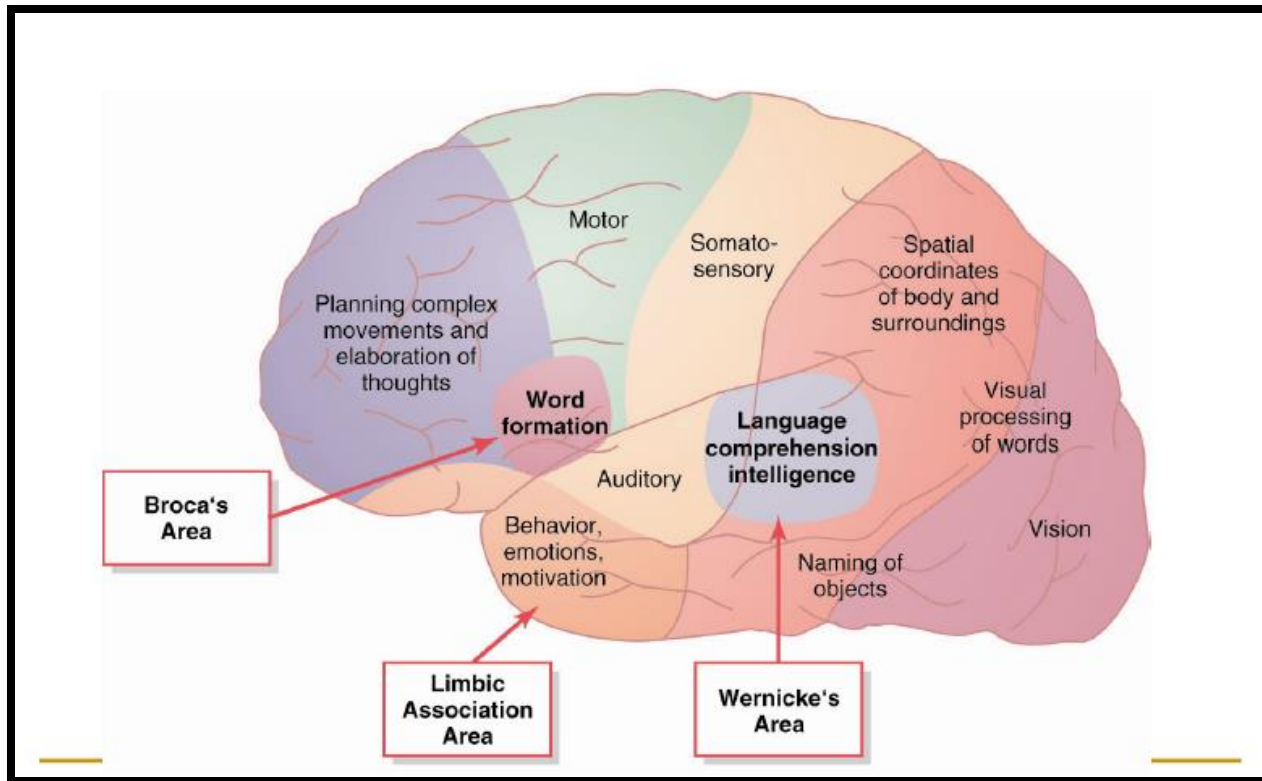 Motor
Somato-
sensory
Spatial
coordinates
of body and
surroundings
Planning complex
movements and
elaboration of
thoughts
Word
formation
Language
comprehension
intelligence
Visual
processing
of words
Auditory
Broca‘s
Area
Behavior,
emotions,
motivation
Naming of
objects
Vision
Limbic
Association
Area
Wernicke‘s
Area